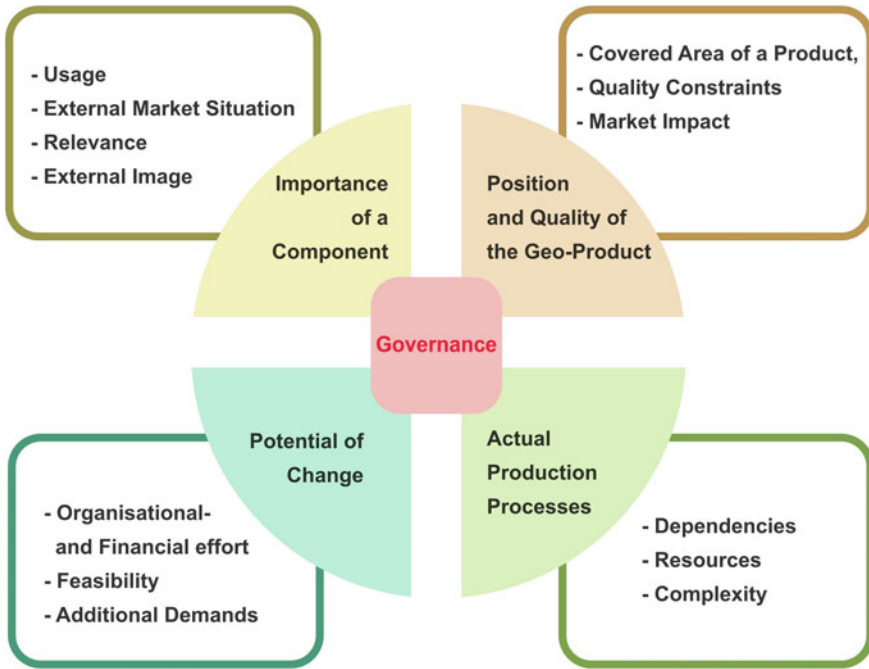 - Usage
- External Market Situation
- Relevance
- External Image
- Covered Area of a Product,
- Quality Constraints
- Market Impact
Importance
of a
Component
Position
and Quality of
the Geo-Product
Governance
Potential of
Change
Actual
Production
Processes
- Organisational-
and Financial effort
- Feasibility
- Additional Demands
- Dependencies
- Resources
- Complexity